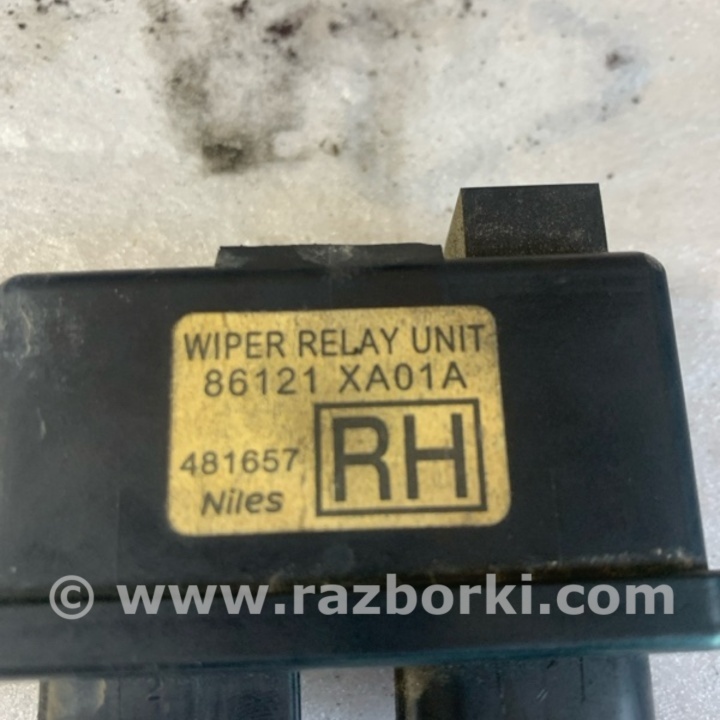 WIPER RELAY UNIT
86121 XA01A
481657 RH
Niles
© www.razborki.com